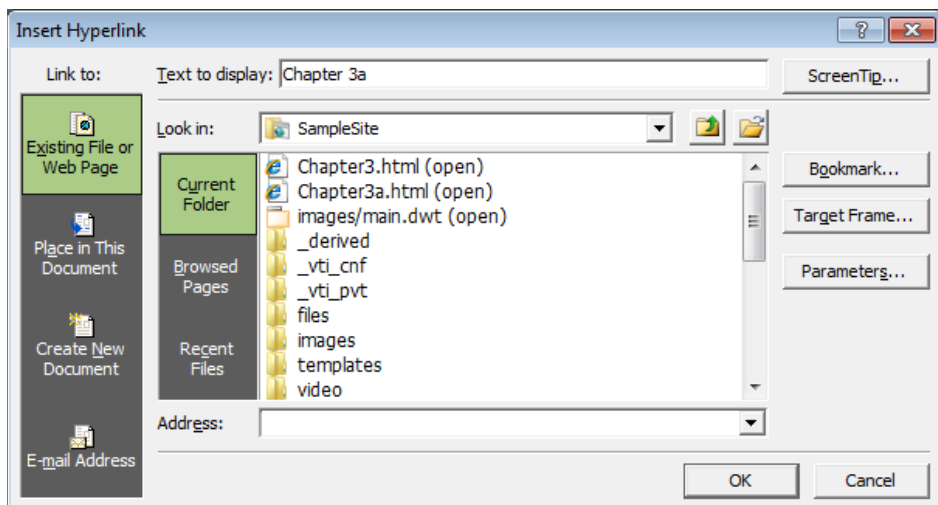 Insert Hyperlink
Link to:
Text to display: Chapter 3a
ScreenTip...
Existing File or
Web Page
Look in: SampleSite
Current
Folder
Chapter3.html (open)
Chapter3a.html (open)
images/main.dwt (open)
_derived
_vti_cnf
_vti_pvt
files
images
templates
video
Bookmark...
Target Frame...
Parameters...
Place in This
Document
Browsed
Pages
Create New
Document
Recent
Files
E-mail Address
Address:
OK
Cancel